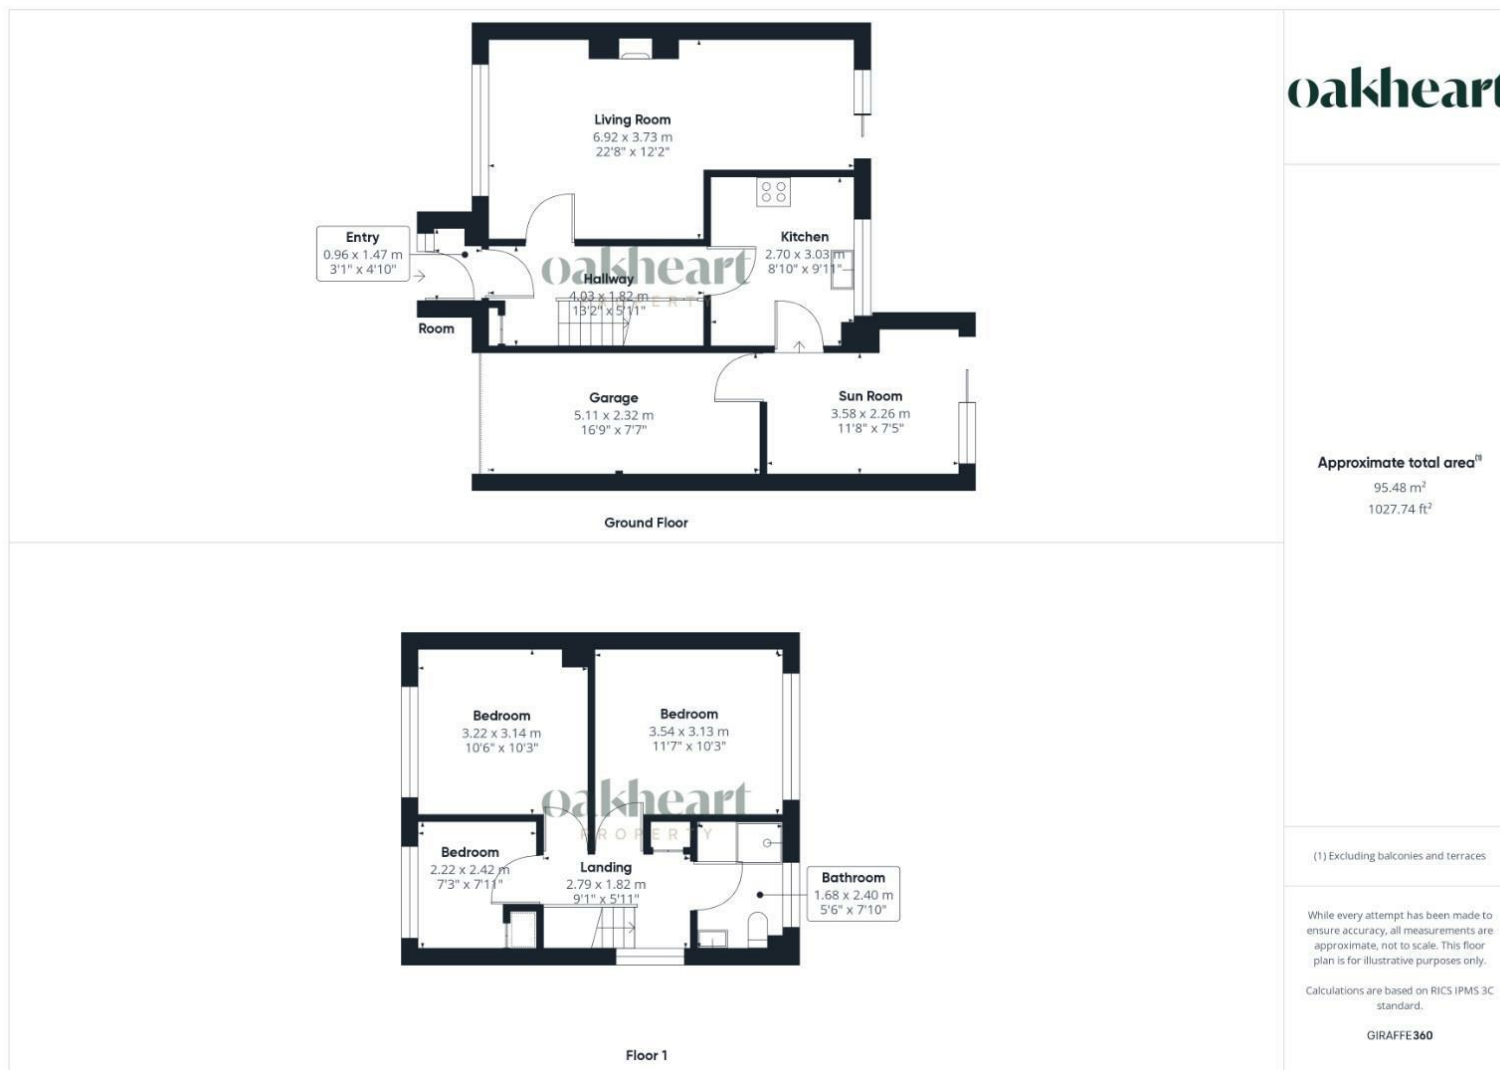 oakheart
Living Room
6.92 x 3.73 m
22'8" x 12'2"
Entry
0.96 x 1.47 m
3'1" x 4'10"
Kitchen
2.70 x 3.03 m
8'10" x 9'11"
oakheart
PROPERTY
Hallway
4.03 x 1.82 m
13'2" x 5'11"
Room
Garage
5.11 x 2.32 m
16'9" x 7'7"
Sun Room
3.58 x 2.26 m
11'8" x 7'5"
Ground Floor
Approximate total area(1)
95.48 m²
1027.74 ft²
Bedroom
3.22 x 3.14 m
10'6" x 10'3"
Bedroom
3.54 x 3.13 m
11'7" x 10'3"
oakheart
PROPERTY
Bedroom
2.22 x 2.42 m
7'3" x 7'11"
Landing
2.79 x 1.82 m
9'1" x 5'11"
Bathroom
1.68 x 2.40 m
5'6" x 7'10"
Floor 1
(1) Excluding balconies and terraces
While every attempt has been made to
ensure accuracy, all measurements are
approximate, not to scale. This floor
plan is for illustrative purposes only.
Calculations are based on RICS IPMS 3C
standard.
GIRAFFE360